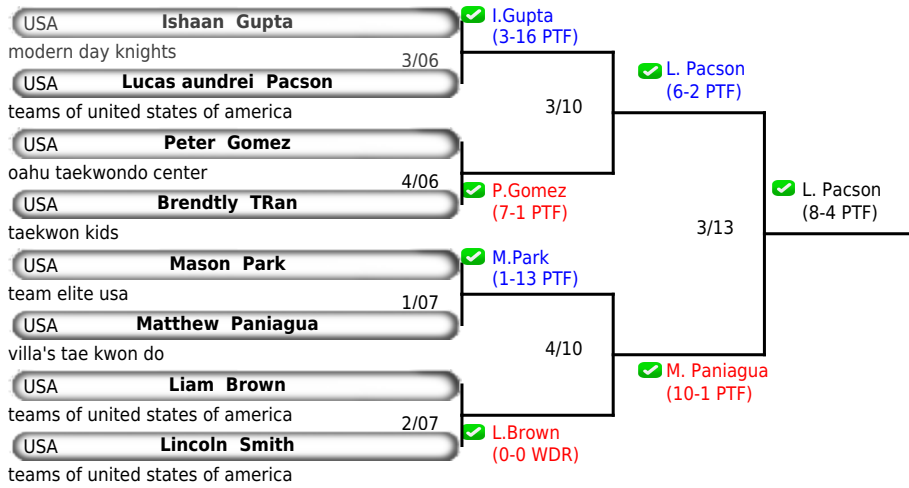 USA Ishaan Gupta
modern day knights
3/06
USA Lucas aundrei Pacson
teams of united states of america
I.Gupta
(3-16 PTF)
3/10
USA Peter Gomez
oahu taekwondo center
4/06
USA Brendtly TRan
taekwon kids
P.Gomez
(7-1 PTF)
L. Pacson
(6-2 PTF)
3/13
L. Pacson
(8-4 PTF)
USA Mason Park
team elite usa
1/07
USA Matthew Paniagua
villa's tae kwon do
M.Park
(1-13 PTF)
4/10
USA Liam Brown
teams of united states of america
2/07
USA Lincoln Smith
teams of united states of america
L.Brown
(0-0 WDR)
M. Paniagua
(10-1 PTF)